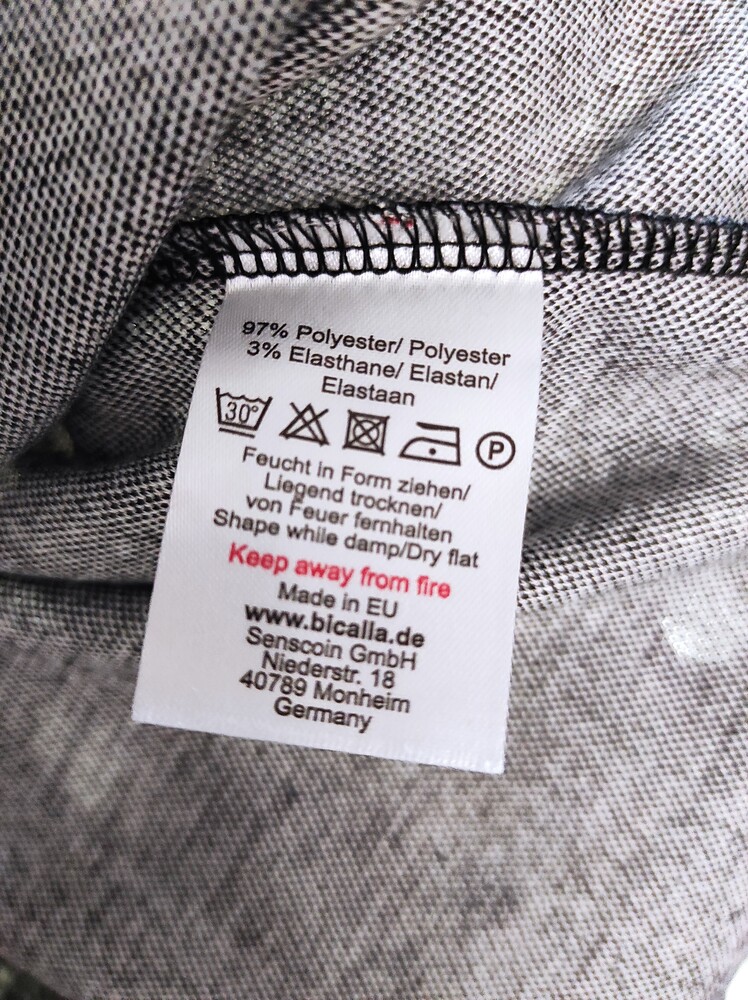 97% Polyester/ Polyester
3% Elasthane/ Elastan/
Elastaan
30° P
Feucht in Form ziehen/
Liegend trocknen/
von Feuer fernhalten
Shape while damp/Dry flat
Keep away from fire
Made in EU
www.bicalla.de
Senscoin GmbH
Niederstr. 18
40789 Monheim
Germany